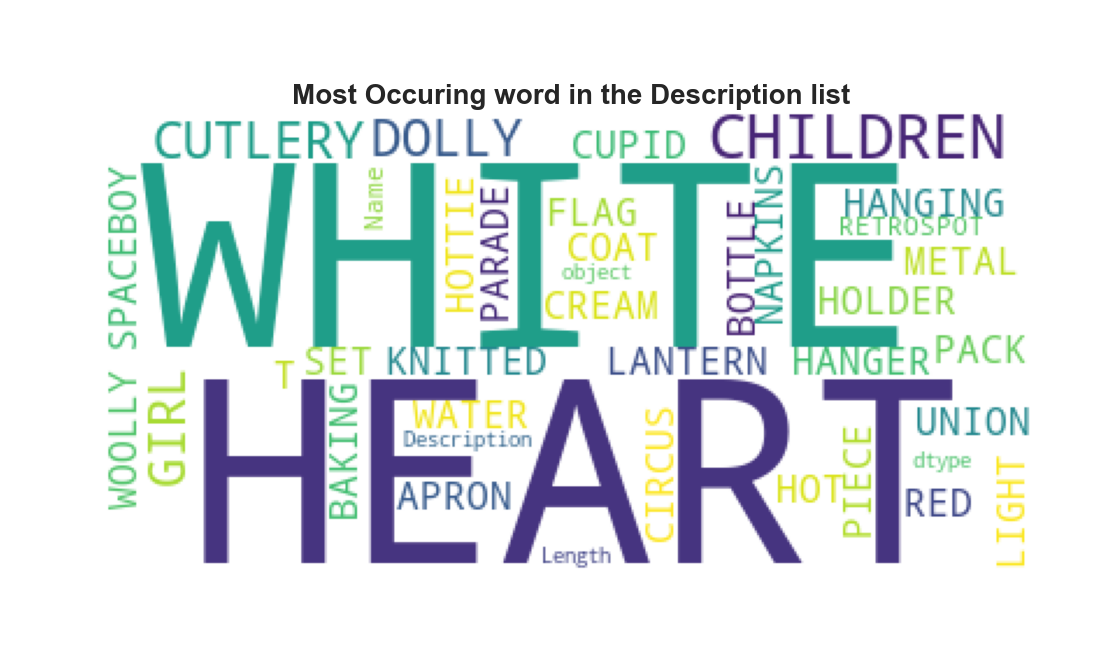 Most Occuring word in the Description list
CUTLERY
DOLLY
CUPID
CHILDREN
WHITE
SPACEBOY
Name
HOTTIE
PARADE
FLAG
COAT
object
CREAM
BOTTLE
NAPKINS
HANGING
RETROSPOT
METAL
HOLDER
T
SET
KNITTED
LANTERN
HANGER
PACK
HEART
WOOLLY
GIRL
BAKING
WATER
Description
APRON
CIRCUS
HOT
PIECE
UNION
dtype
RED
LIGHT
Length